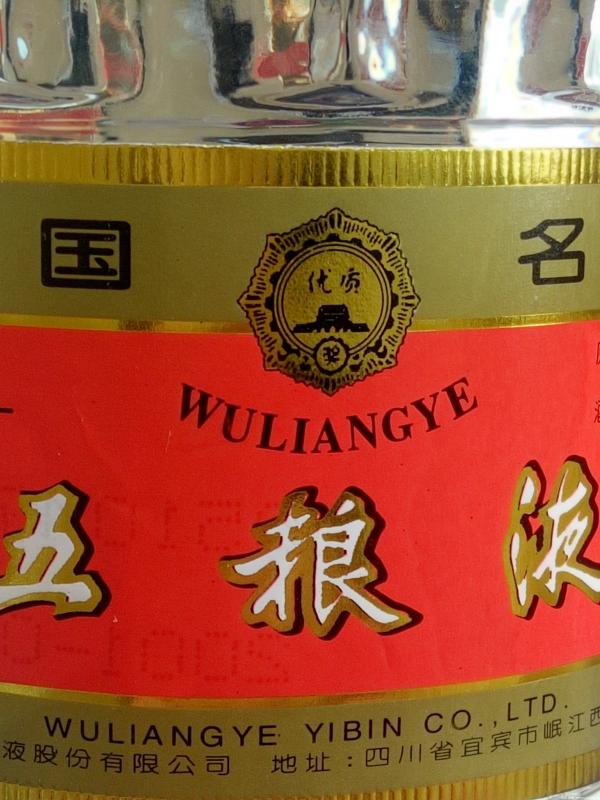 国 名
优质
奖
WULIANGYE
五 粮 液
WULIANGYE YIBIN CO.,LTD.
液股份有限公司 地址：四川省宜宾市岷江西